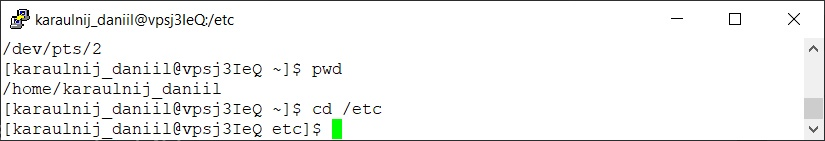 karaulnij_daniil@vpsj3IeQ:/etc
/dev/pts/2
[karaulnij_daniil@vpsj3IeQ ~]$ pwd
/home/karaulnij_daniil
[karaulnij_daniil@vpsj3IeQ ~]$ cd /etc
[karaulnij_daniil@vpsj3IeQ etc]$